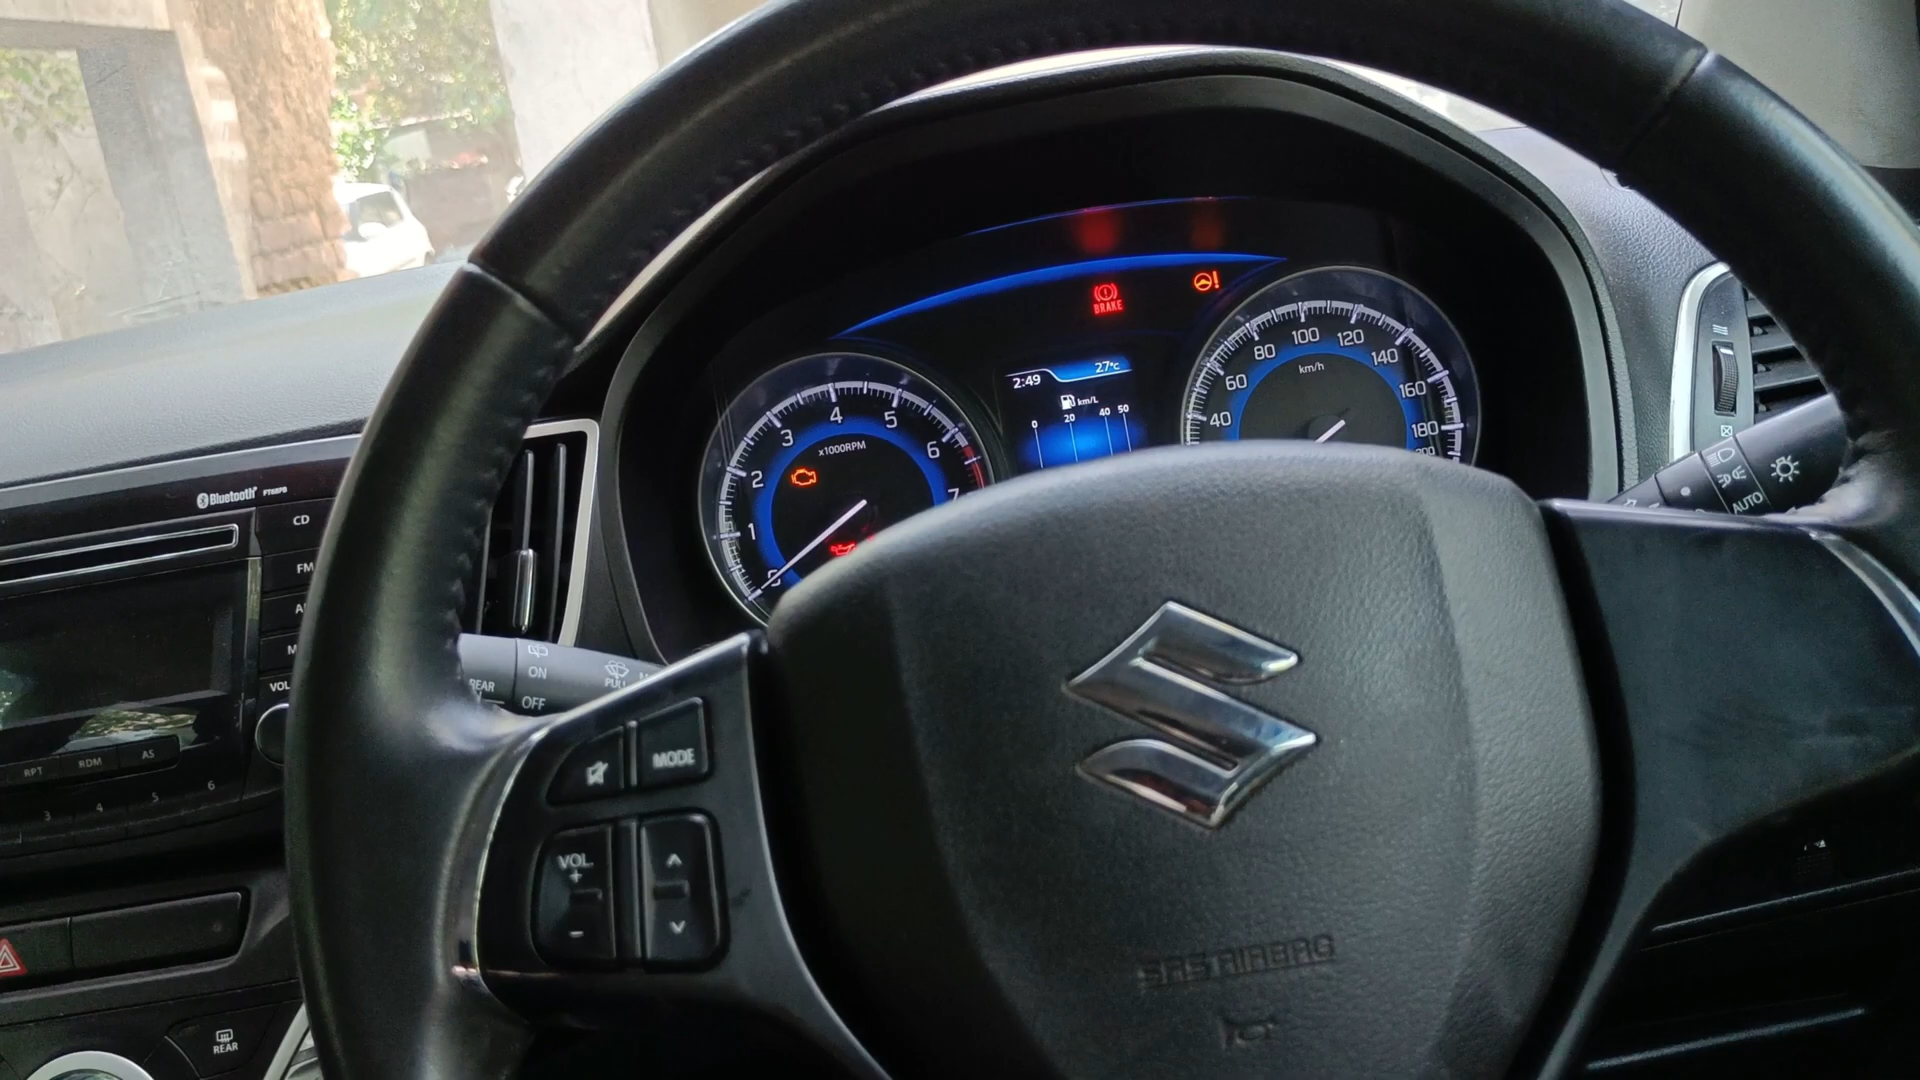 BRAKE
2:49
27°C
km/L
0 20 40 50
1 2 3 4 5 6 7
x1000RPM
40 60 80 100 120 140 160 180 200
km/h
Bluetooth
CD
FM
VOL
RPT RDM AS
3 4 5 6
REAR
ON
OFF
PULL
REAR
MODE
VOL.
+
-
AUTO
SRS AIRBAG